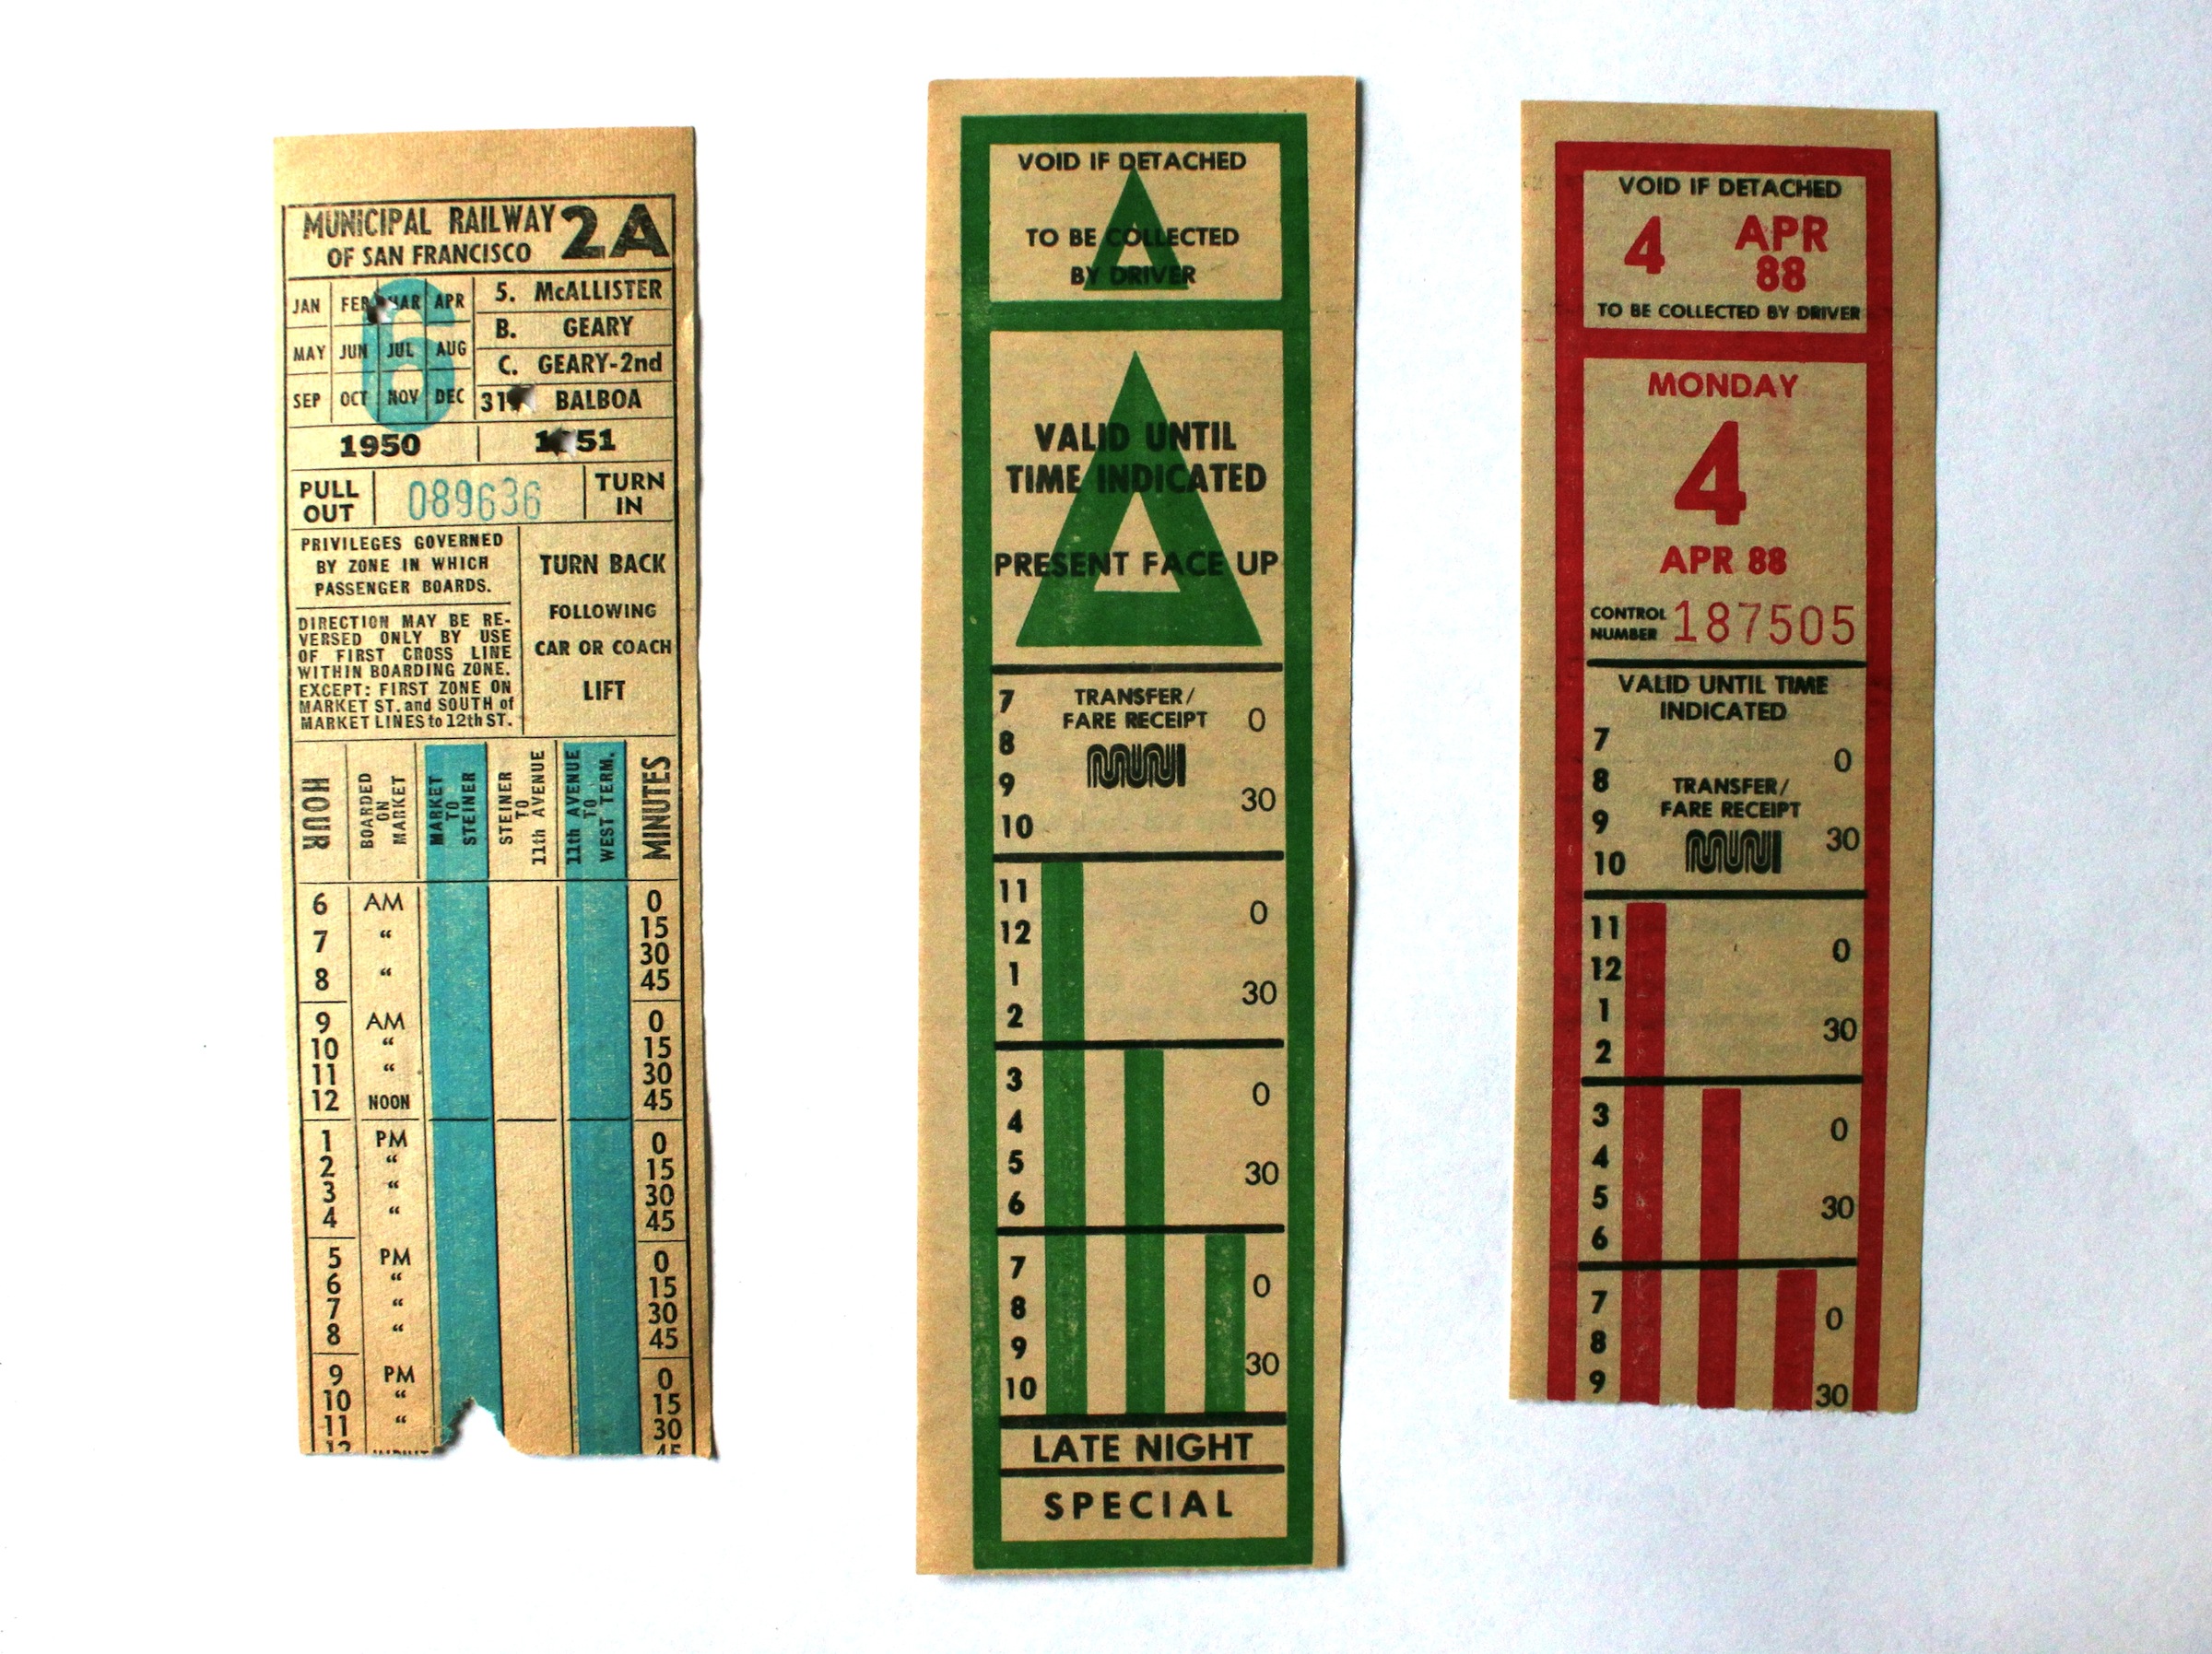 MUNICIPAL RAILWAY 2A
OF SAN FRANCISCO
6
JAN FEB MAR APR
MAY JUN JUL AUG
SEP OCT NOV DEC
5. McALLISTER
B. GEARY
C. GEARY-2nd
31 BALBOA
1950 1951
PULL OUT
089636
TURN IN
PRIVILEGES GOVERNED
BY ZONE IN WHICH
PASSENGER BOARDS.
DIRECTION MAY BE RE-
VERSED ONLY BY USE
OF FIRST CROSS LINE
WITHIN BOARDING ZONE.
EXCEPT: FIRST ZONE ON
MARKET ST. and SOUTH of
MARKET LINES to 12th ST.
TURN BACK
FOLLOWING
CAR OR COACH
LIFT
HOUR
BOARDED ON MARKET
MARKET TO STEINER
STEINER TO 11th AVENUE
11th AVENUE TO WEST TERM.
MINUTES
6 AM 0
7 “ 15
30
8 “ 45
9 AM 0
10 “ 15
11 “ 30
12 NOON 45
1 PM 0
2 “ 15
3 “ 30
4 “ 45
5 PM 0
6 “ 15
7 “ 30
8 “ 45
9 PM 0
10 “ 15
11 “ 30
12 45
VOID IF DETACHED
TO BE COLLECTED
BY DRIVER
VALID UNTIL
TIME INDICATED
PRESENT FACE UP
TRANSFER/
FARE RECEIPT
MUNI
7
8
9
10
0
30
11
12
1
2
0
30
3
4
5
6
0
30
7
8
9
10
0
30
LATE NIGHT
SPECIAL
VOID IF DETACHED
4 APR
88
TO BE COLLECTED BY DRIVER
MONDAY
4
APR 88
CONTROL
NUMBER 187505
VALID UNTIL TIME
INDICATED
TRANSFER/
FARE RECEIPT
MUNI
7
8
9
10
0
30
11
12
1
2
0
30
3
4
5
6
0
30
7
8
9
0
30